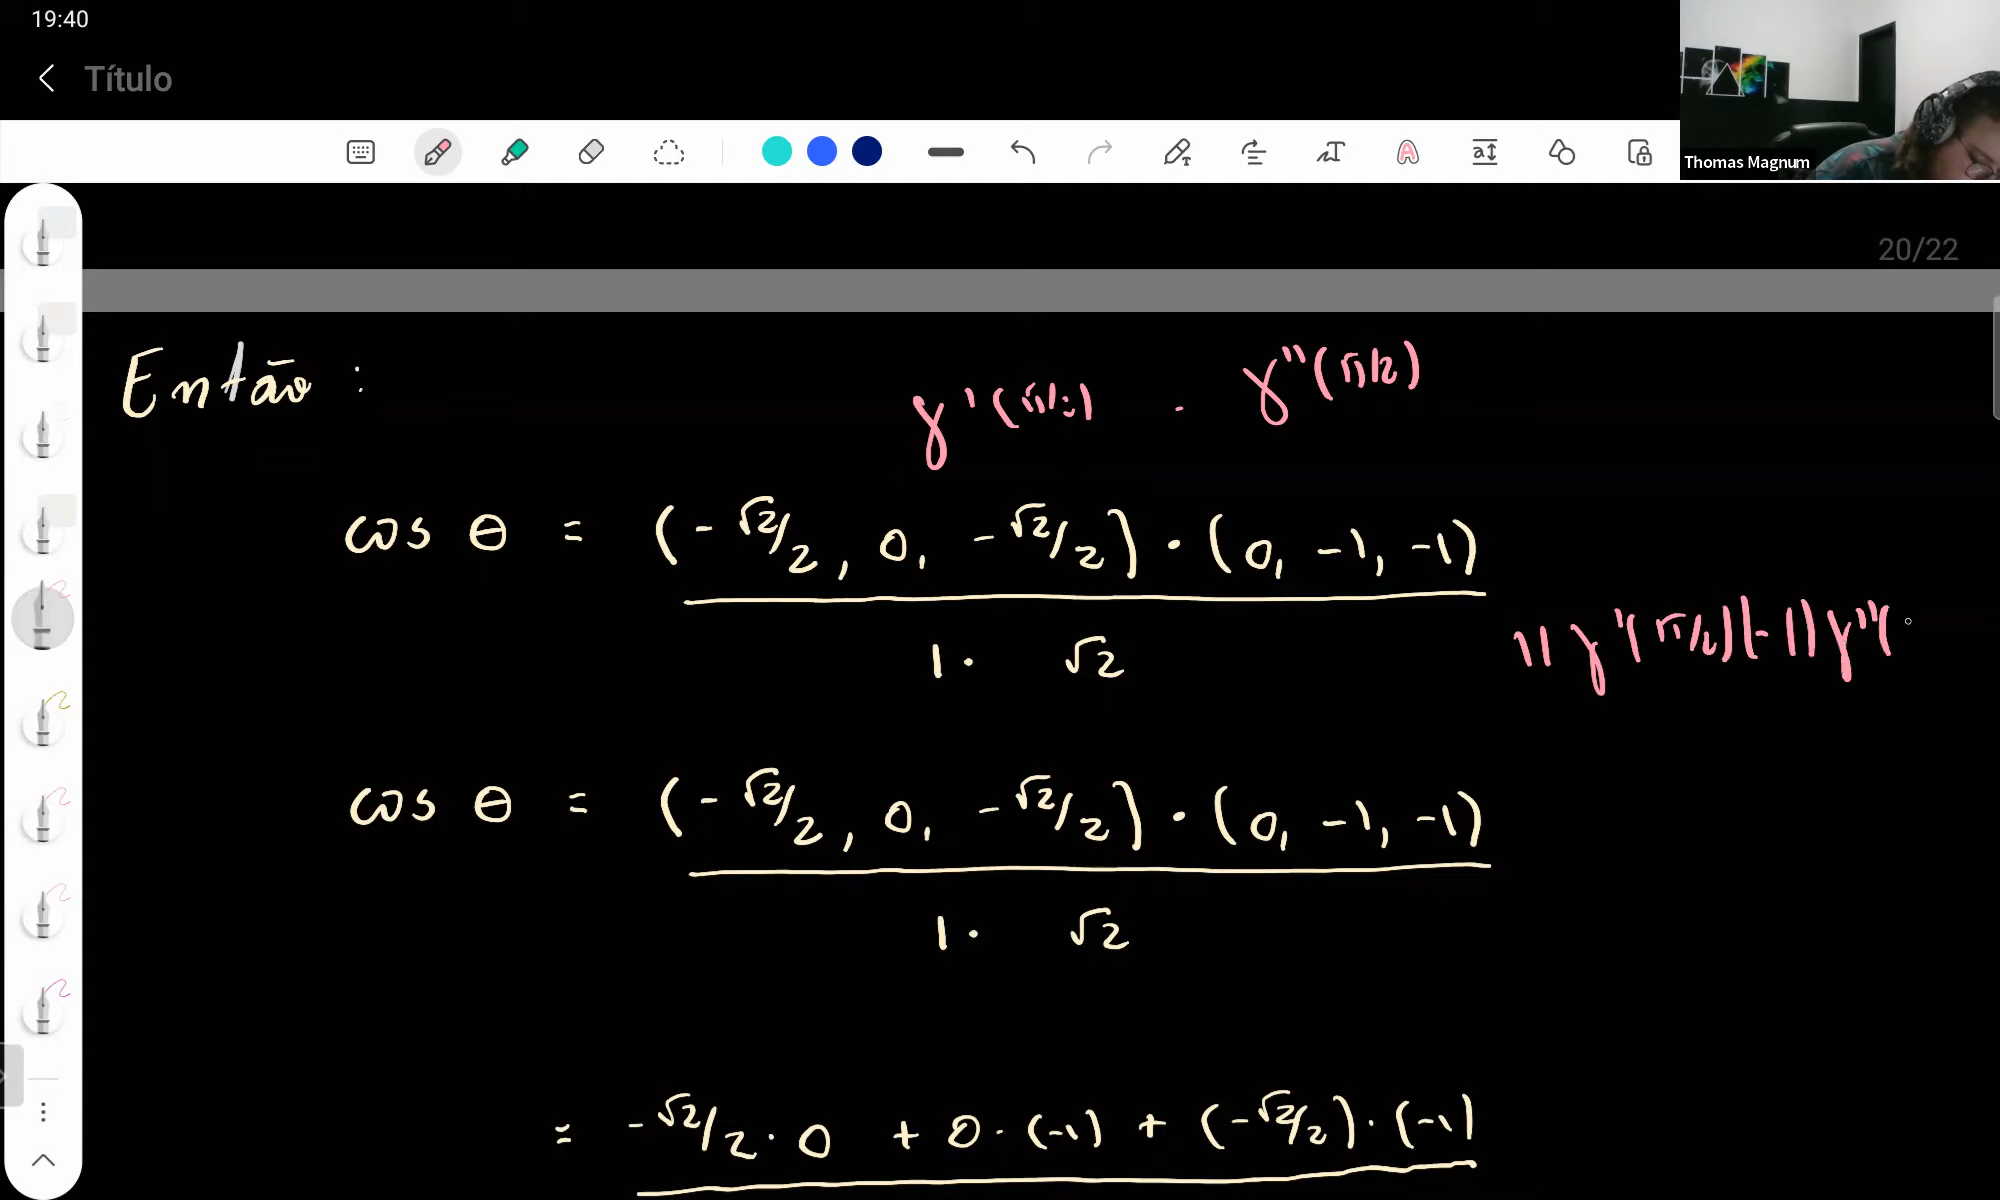 19:40
Título
Thomas Magnum
20/22
Então :
γ'(π/2) · γ''(π/2)
cos θ = (-√2/2, 0, -√2/2) · (0, -1, -1)
1 · √2
|| γ'(π/2)|| · || γ''(
cos θ = (-√2/2, 0, -√2/2) · (0, -1, -1)
1 · √2
= -√2/2 · 0 + 0 · (-1) + (-√2/2) · (-1)